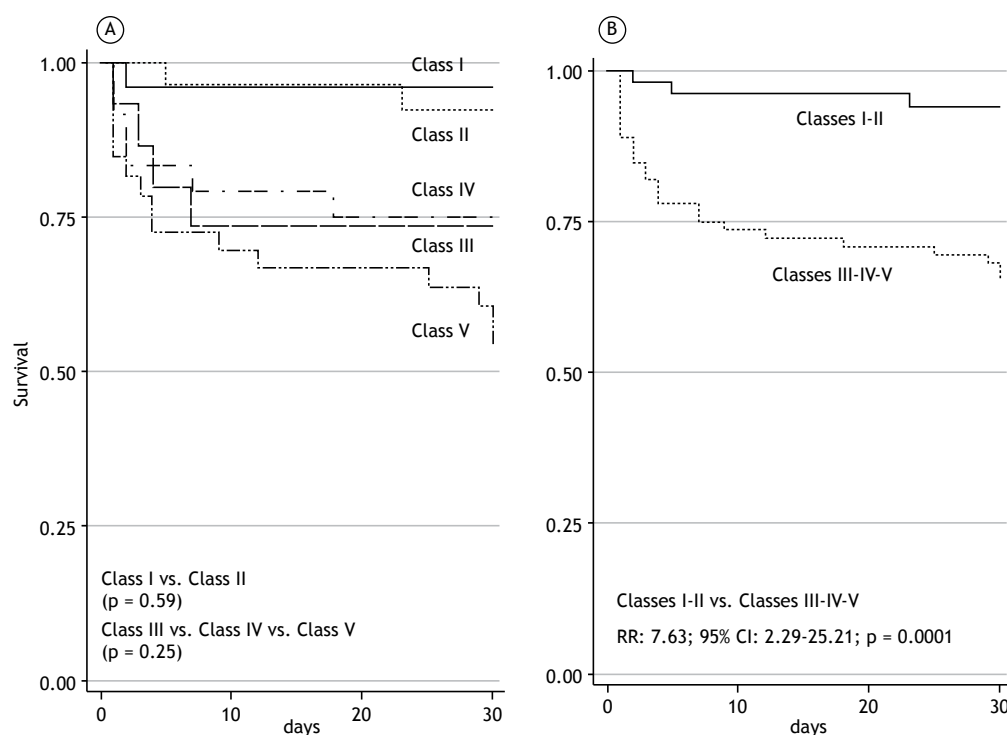 A
Survival
1.00
0.75
0.50
0.25
0.00
Class I
Class II
Class IV
Class III
Class V
Class I vs. Class II
(p = 0.59)
Class III vs. Class IV vs. Class V
(p = 0.25)
0 10 20 30
days
B
1.00
0.75
0.50
0.25
0.00
Classes I-II
Classes III-IV-V
Classes I-II vs. Classes III-IV-V
RR: 7.63; 95% CI: 2.29-25.21; p = 0.0001
0 10 20 30
days